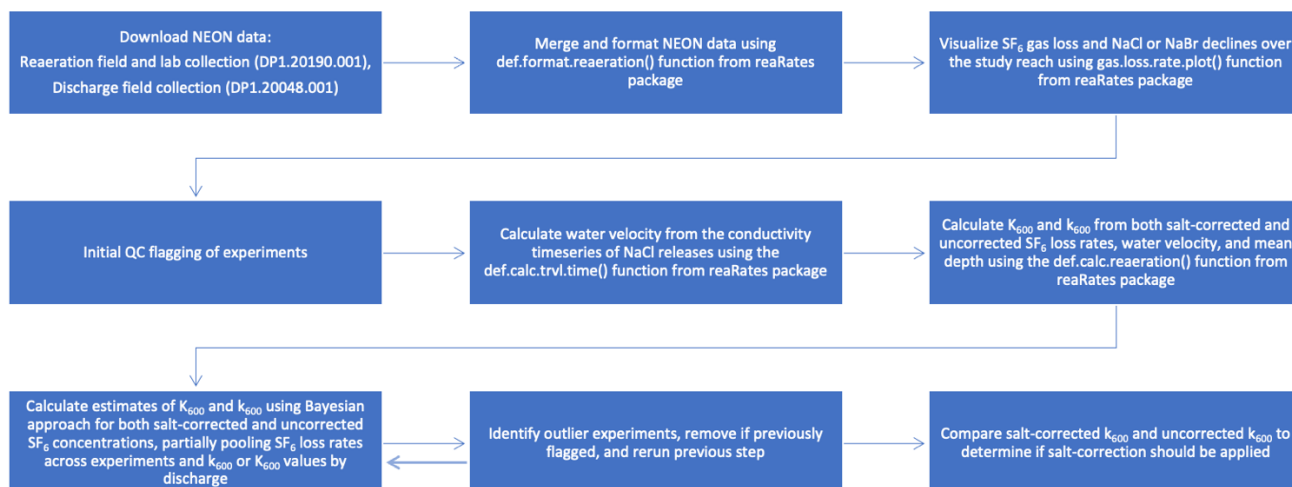 Download NEON data:
Reaeration field and lab collection (DP1.20190.001),
Discharge field collection (DP1.20048.001)
Merge and format NEON data using
def.format.reaeration() function from reaRates
package
Visualize SF₆ gas loss and NaCl or NaBr declines over
the study reach using gas.loss.rate.plot() function
from reaRates package
Initial QC flagging of experiments
Calculate water velocity from the conductivity
timeseries of NaCl releases using the
def.calc.trvl.time() function from reaRates package
Calculate K₆₀₀ and k₆₀₀ from both salt-corrected and
uncorrected SF₆ loss rates, water velocity, and mean
depth using the def.calc.reaeration() function from
reaRates package
Calculate estimates of K₆₀₀ and k₆₀₀ using Bayesian
approach for both salt-corrected and uncorrected
SF₆ concentrations, partially pooling SF₆ loss rates
across experiments and k₆₀₀ or K₆₀₀ values by
discharge
Identify outlier experiments, remove if previously
flagged, and rerun previous step
Compare salt-corrected k₆₀₀ and uncorrected k₆₀₀ to
determine if salt-correction should be applied